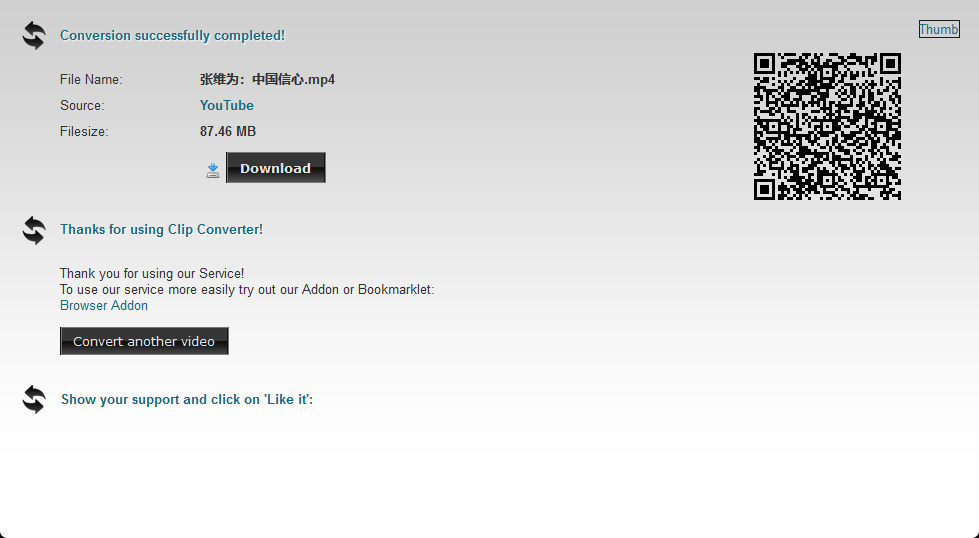 Conversion successfully completed!
Thumb
File Name: 张维为：中国信心.mp4
Source: YouTube
Filesize: 87.46 MB
Download
Thanks for using Clip Converter!
Thank you for using our Service!
To use our service more easily try out our Addon or Bookmarklet:
Browser Addon
Convert another video
Show your support and click on 'Like it':